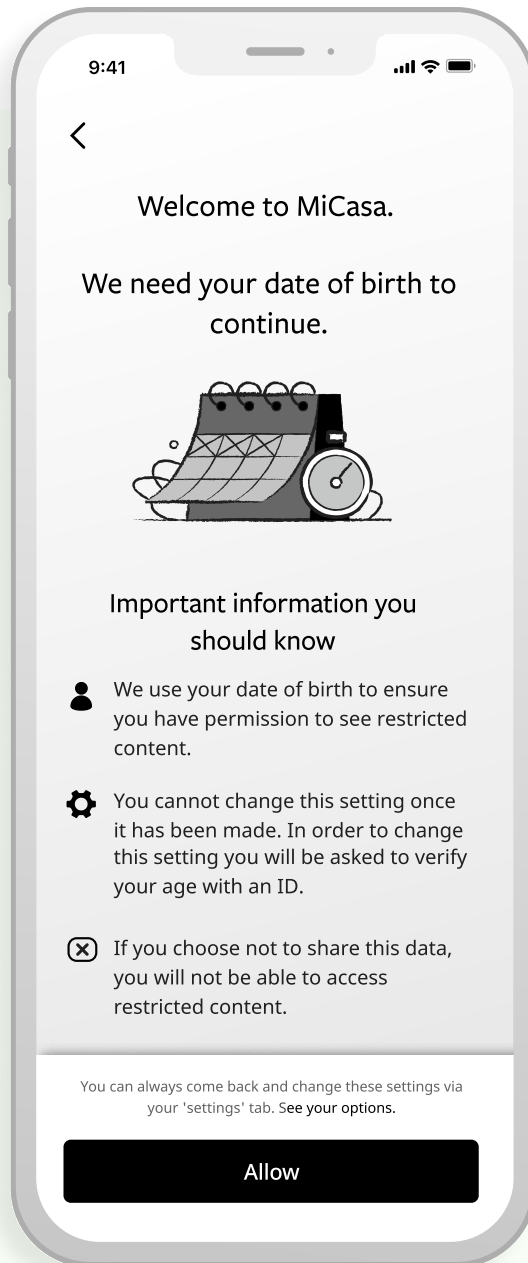 9:41
Welcome to MiCasa.
We need your date of birth to
continue.
Important information you
should know
We use your date of birth to ensure
you have permission to see restricted
content.
You cannot change this setting once
it has been made. In order to change
this setting you will be asked to verify
your age with an ID.
If you choose not to share this data,
you will not be able to access
restricted content.
You can always come back and change these settings via
your 'settings' tab. See your options.
Allow